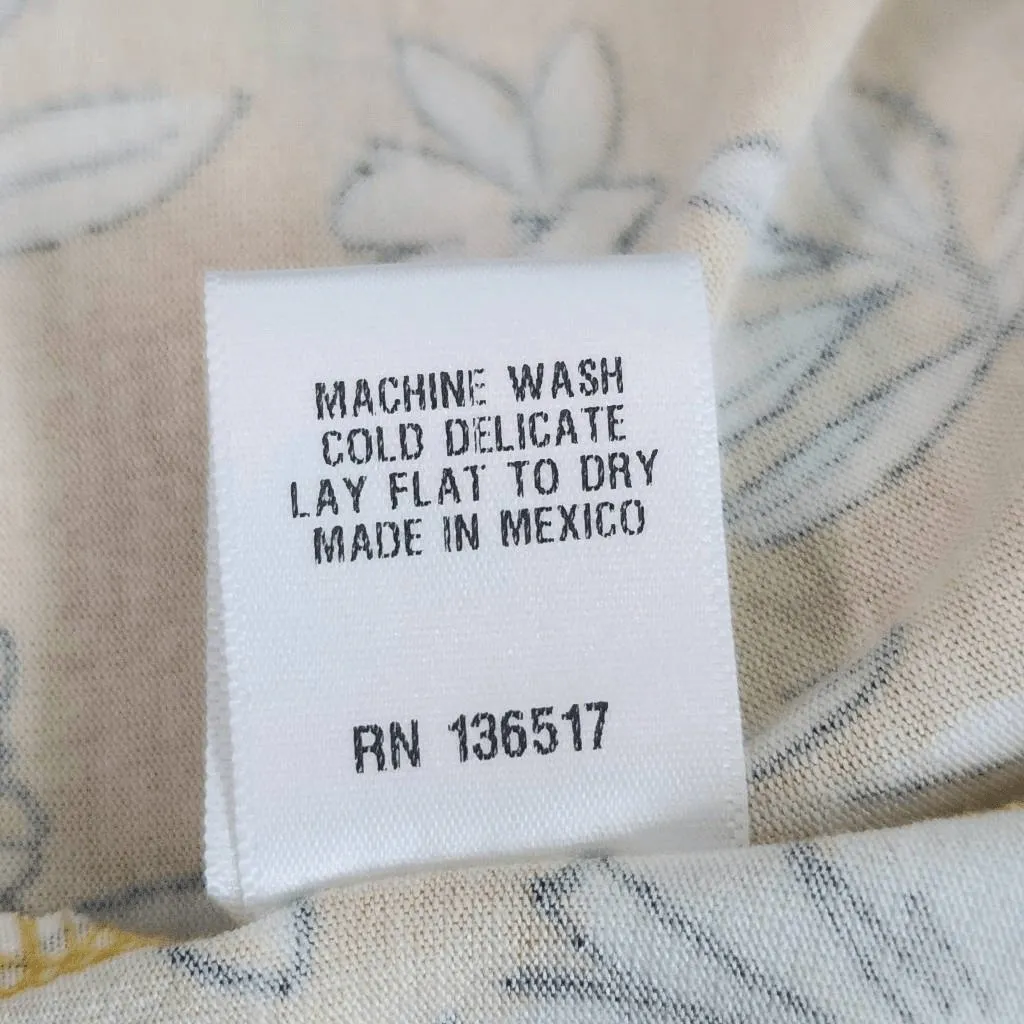 MACHINE WASH
COLD DELICATE
LAY FLAT TO DRY
MADE IN MEXICO
RN 136517